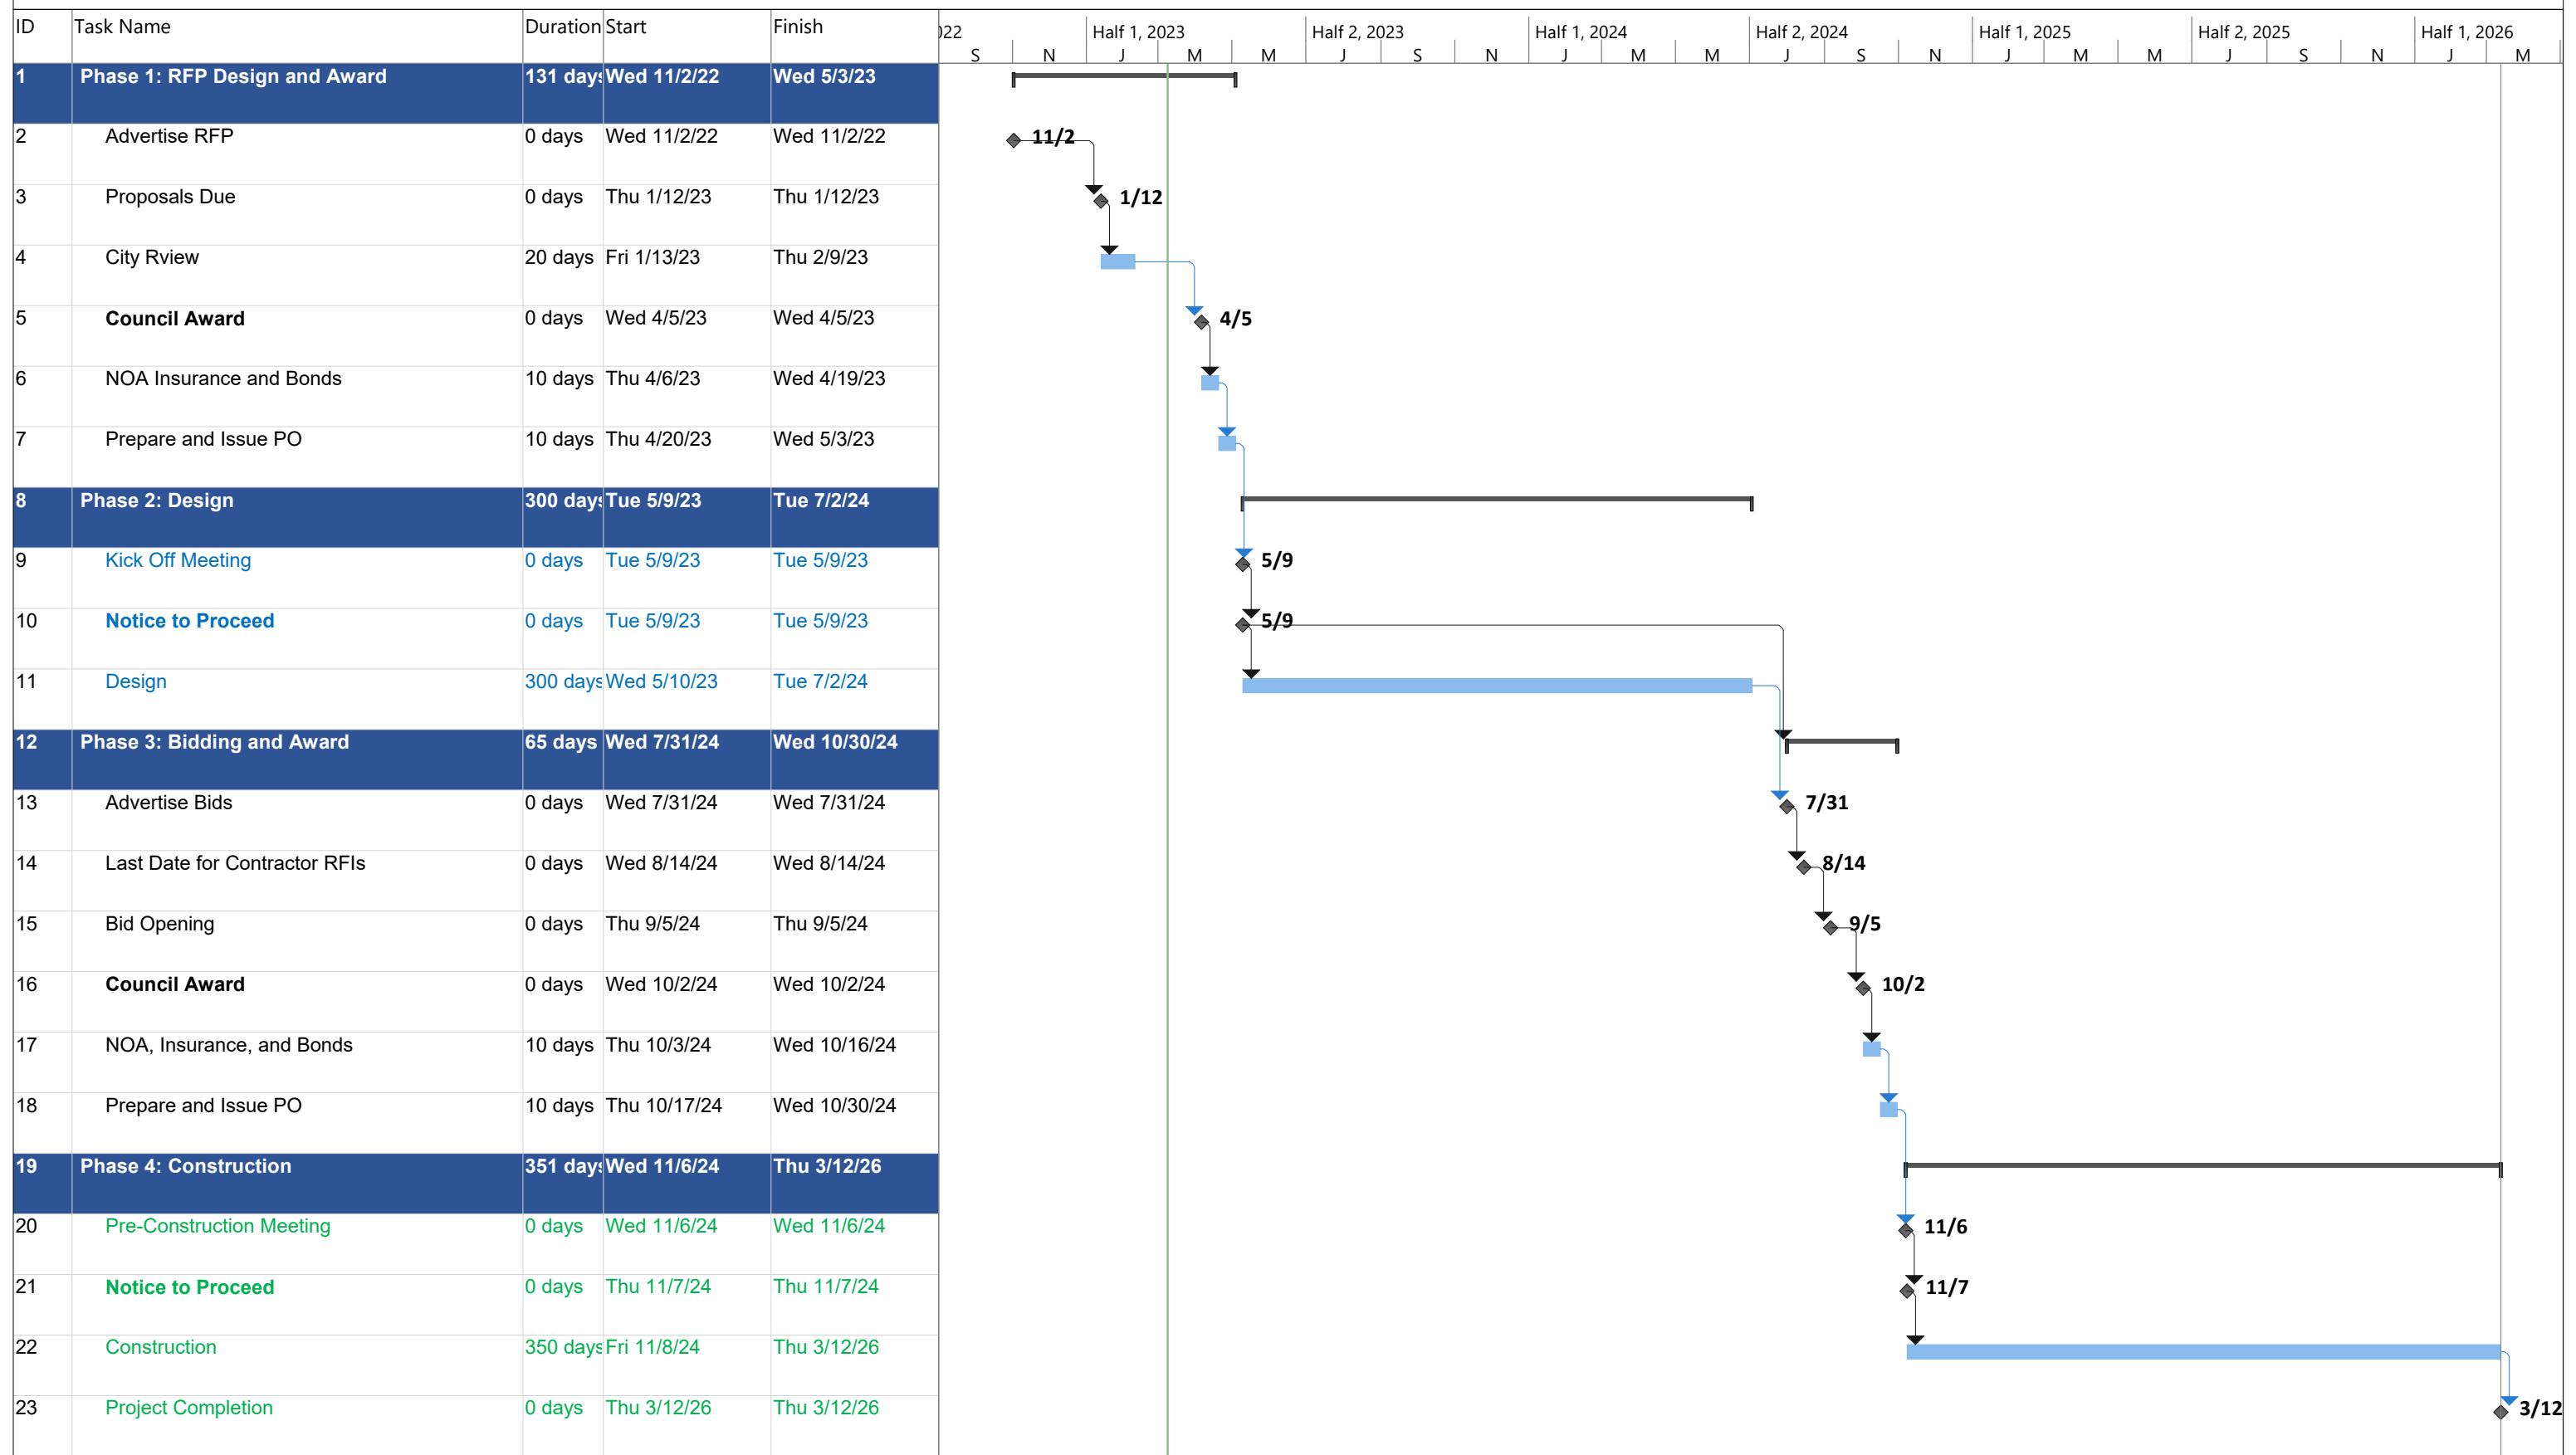 ID Task Name Duration Start Finish
022 Half 1, 2023 Half 2, 2023 Half 1, 2024 Half 2, 2024 Half 1, 2025 Half 2, 2025 Half 1, 2026
S N J M M J S N J M M J S N J M M J S N J M
1 Phase 1: RFP Design and Award 131 days Wed 11/2/22 Wed 5/3/23
2 Advertise RFP 0 days Wed 11/2/22 Wed 11/2/22 11/2
3 Proposals Due 0 days Thu 1/12/23 Thu 1/12/23 1/12
4 City Rview 20 days Fri 1/13/23 Thu 2/9/23
5 Council Award 0 days Wed 4/5/23 Wed 4/5/23 4/5
6 NOA Insurance and Bonds 10 days Thu 4/6/23 Wed 4/19/23
7 Prepare and Issue PO 10 days Thu 4/20/23 Wed 5/3/23
8 Phase 2: Design 300 days Tue 5/9/23 Tue 7/2/24
9 Kick Off Meeting 0 days Tue 5/9/23 Tue 5/9/23 5/9
10 Notice to Proceed 0 days Tue 5/9/23 Tue 5/9/23 5/9
11 Design 300 days Wed 5/10/23 Tue 7/2/24
12 Phase 3: Bidding and Award 65 days Wed 7/31/24 Wed 10/30/24
13 Advertise Bids 0 days Wed 7/31/24 Wed 7/31/24 7/31
14 Last Date for Contractor RFIs 0 days Wed 8/14/24 Wed 8/14/24 8/14
15 Bid Opening 0 days Thu 9/5/24 Thu 9/5/24 9/5
16 Council Award 0 days Wed 10/2/24 Wed 10/2/24 10/2
17 NOA, Insurance, and Bonds 10 days Thu 10/3/24 Wed 10/16/24
18 Prepare and Issue PO 10 days Thu 10/17/24 Wed 10/30/24
19 Phase 4: Construction 351 days Wed 11/6/24 Thu 3/12/26
20 Pre-Construction Meeting 0 days Wed 11/6/24 Wed 11/6/24 11/6
21 Notice to Proceed 0 days Thu 11/7/24 Thu 11/7/24 11/7
22 Construction 350 days Fri 11/8/24 Thu 3/12/26
23 Project Completion 0 days Thu 3/12/26 Thu 3/12/26 3/12